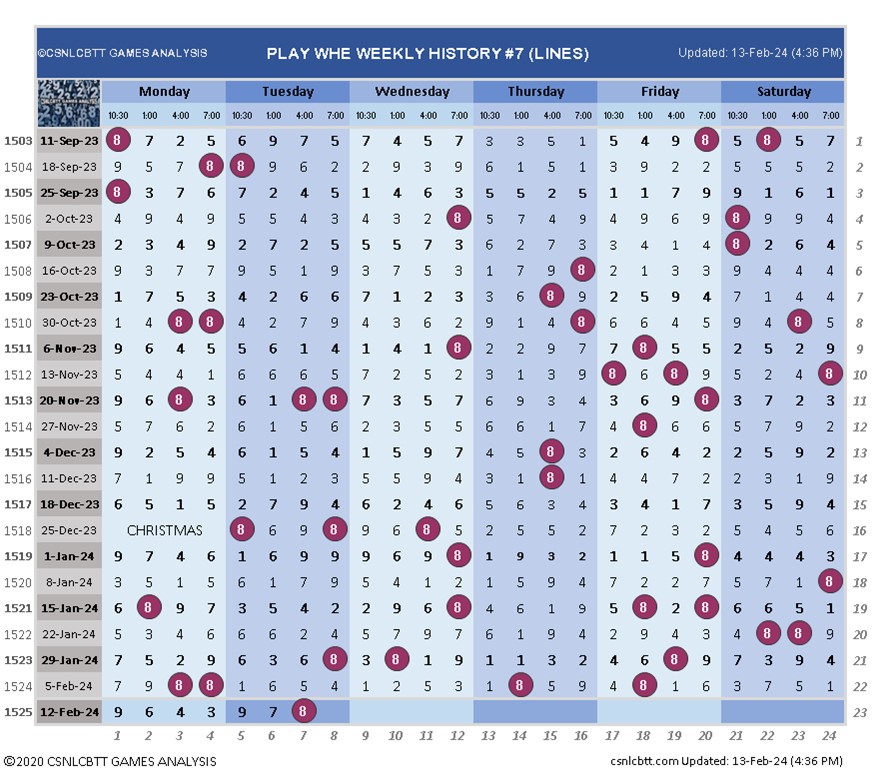 ©CSNLCBTT GAMES ANALYSIS PLAY WHE WEEKLY HISTORY #7 (LINES) Updated: 13-Feb-24 (4:36 PM)
Monday Tuesday Wednesday Thursday Friday Saturday
CSNLCBTT GAMES ANALYSIS
10:30 1:00 4:00 7:00 10:30 1:00 4:00 7:00 10:30 1:00 4:00 7:00 10:30 1:00 4:00 7:00 10:30 1:00 4:00 7:00 10:30 1:00 4:00 7:00
1503 11-Sep-23 8 7 2 5 6 9 7 5 7 4 5 7 3 3 5 1 5 4 9 8 5 8 5 7 1
1504 18-Sep-23 9 5 7 8 8 9 6 2 2 9 3 9 6 1 5 1 3 9 2 2 5 5 5 2 2
1505 25-Sep-23 8 3 7 6 7 2 4 5 1 4 6 3 5 5 2 5 1 1 7 9 9 1 6 1 3
1506 2-Oct-23 4 9 4 9 5 5 4 3 4 3 2 8 5 7 4 9 4 9 6 9 8 9 9 4 4
1507 9-Oct-23 2 3 4 9 2 7 2 5 5 5 7 3 6 2 7 3 3 4 1 4 8 2 6 4 5
1508 16-Oct-23 9 3 7 7 9 5 1 9 3 7 5 3 1 7 9 8 2 1 3 3 9 4 4 4 6
1509 23-Oct-23 1 7 5 3 4 2 6 6 7 1 2 3 3 6 8 9 2 5 9 4 7 1 4 4 7
1510 30-Oct-23 1 4 8 8 4 2 7 9 4 3 6 2 9 1 4 8 6 6 4 5 9 4 8 5 8
1511 6-Nov-23 9 6 4 5 5 6 1 4 1 4 1 8 2 2 9 7 7 8 5 5 2 5 2 9 9
1512 13-Nov-23 5 4 4 1 6 6 6 5 7 2 5 2 3 1 3 9 8 6 8 9 5 2 4 8 10
1513 20-Nov-23 9 6 8 3 6 1 8 8 7 3 5 7 6 9 3 4 3 6 9 8 3 7 2 3 11
1514 27-Nov-23 5 7 6 2 6 1 5 6 2 3 9 2 6 6 1 7 4 8 6 6 5 7 9 2 12
1515 4-Dec-23 9 2 5 4 6 1 5 4 1 5 9 7 4 5 8 3 2 6 4 2 2 5 9 2 13
1516 11-Dec-23 7 1 9 5 5 2 1 3 5 5 9 4 4 1 8 1 4 4 7 2 2 3 1 9 14
1517 18-Dec-23 6 5 1 5 2 7 9 4 6 2 4 6 5 6 3 4 3 4 1 7 3 5 9 4 15
1518 25-Dec-23 CHRISTMAS 8 6 9 8 9 6 8 5 2 5 5 2 7 2 3 2 5 4 5 6 16
1519 1-Jan-24 9 7 4 6 1 6 9 9 9 6 9 8 1 9 3 2 1 1 5 8 4 4 4 3 17
1520 8-Jan-24 3 5 1 5 6 1 7 9 5 4 1 2 1 5 9 4 7 2 2 7 5 7 1 8 18
1521 15-Jan-24 6 8 9 7 3 5 4 2 2 9 6 8 4 6 1 9 5 8 2 8 6 6 5 1 19
1522 22-Jan-24 5 3 4 6 6 6 2 4 5 7 9 7 6 1 9 4 2 9 4 3 4 8 8 9 20
1523 29-Jan-24 7 5 2 9 6 3 6 8 3 8 1 9 1 1 3 2 4 6 8 9 7 3 9 4 21
1524 5-Feb-24 7 9 8 8 1 6 5 4 1 2 5 3 1 8 5 9 4 8 1 6 3 7 5 1 22
1525 12-Feb-24 9 6 4 3 9 7 8 23
1 2 3 4 5 6 7 8 9 10 11 12 13 14 15 16 17 18 19 20 21 22 23 24
©2020 CSNLCBTT GAMES ANALYSIS csnlcbtt.com Updated: 13-Feb-24 (4:36 PM)